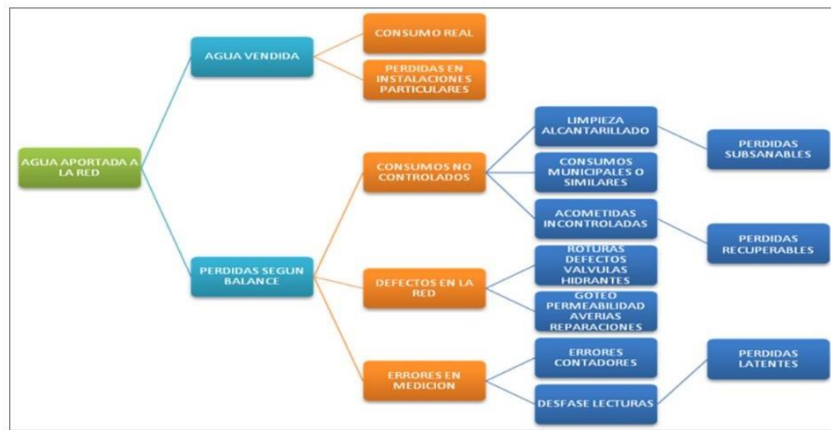 AGUA APORTADA A
LA RED
AGUA VENDIDA
CONSUMO REAL
PERDIDAS EN
INSTALACIONES
PARTICULARES
PERDIDAS SEGUN
BALANCE
CONSUMOS NO
CONTROLADOS
LIMPIEZA
ALCANTARILLADO
PERDIDAS
SUBSANABLES
CONSUMOS
MUNICIPALES O
SIMILARES
ACOMETIDAS
INCONTROLADAS
PERDIDAS
RECUPERABLES
DEFECTOS EN LA
RED
ROTURAS
DEFECTOS
VALVULAS
HIDRANTES
GOTEO
PERMEABILIDAD
AVERIAS
REPARACIONES
ERRORES EN
MEDICION
ERRORES
CONTADORES
DESFASE LECTURAS
PERDIDAS
LATENTES